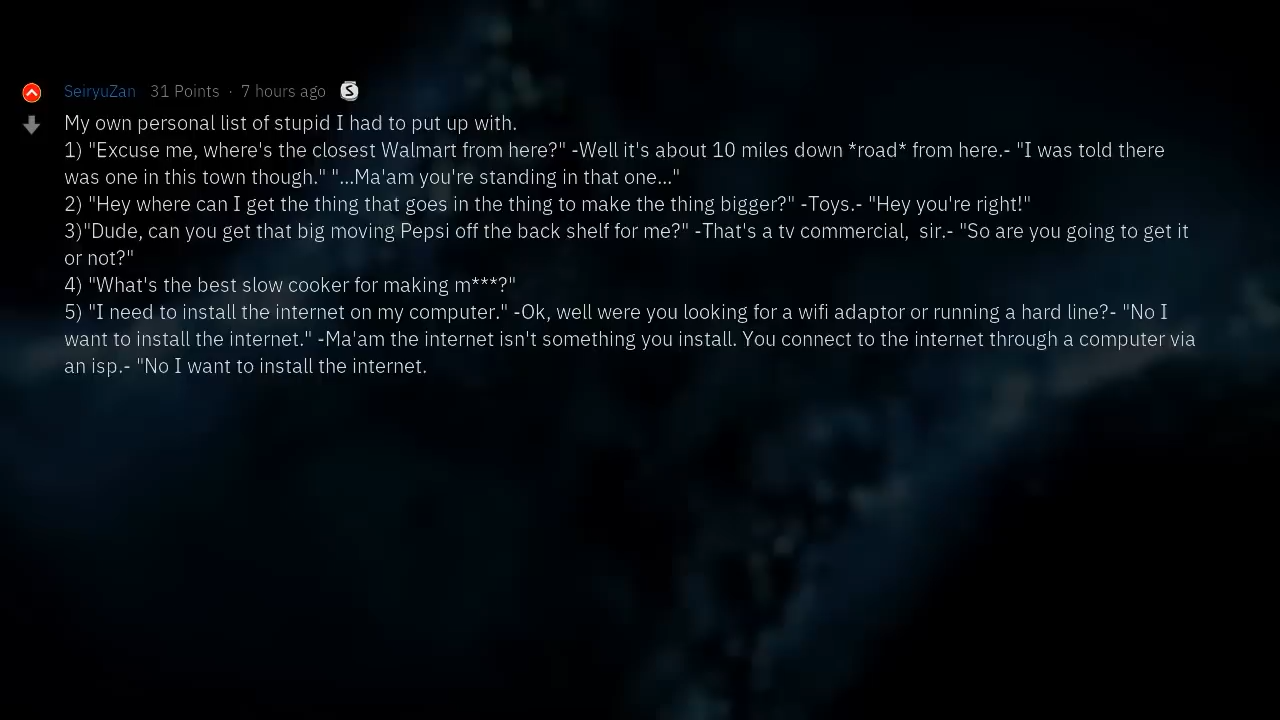 SeiryuZan 31 Points · 7 hours ago S
My own personal list of stupid I had to put up with.
1) "Excuse me, where's the closest Walmart from here?" -Well it's about 10 miles down *road* from here.- "I was told there
was one in this town though." "...Ma'am you're standing in that one..."
2) "Hey where can I get the thing that goes in the thing to make the thing bigger?" -Toys.- "Hey you're right!"
3)"Dude, can you get that big moving Pepsi off the back shelf for me?" -That's a tv commercial,  sir.- "So are you going to get it
or not?"
4) "What's the best slow cooker for making m***?"
5) "I need to install the internet on my computer." -Ok, well were you looking for a wifi adaptor or running a hard line?- "No I
want to install the internet." -Ma'am the internet isn't something you install. You connect to the internet through a computer via
an isp.- "No I want to install the internet.